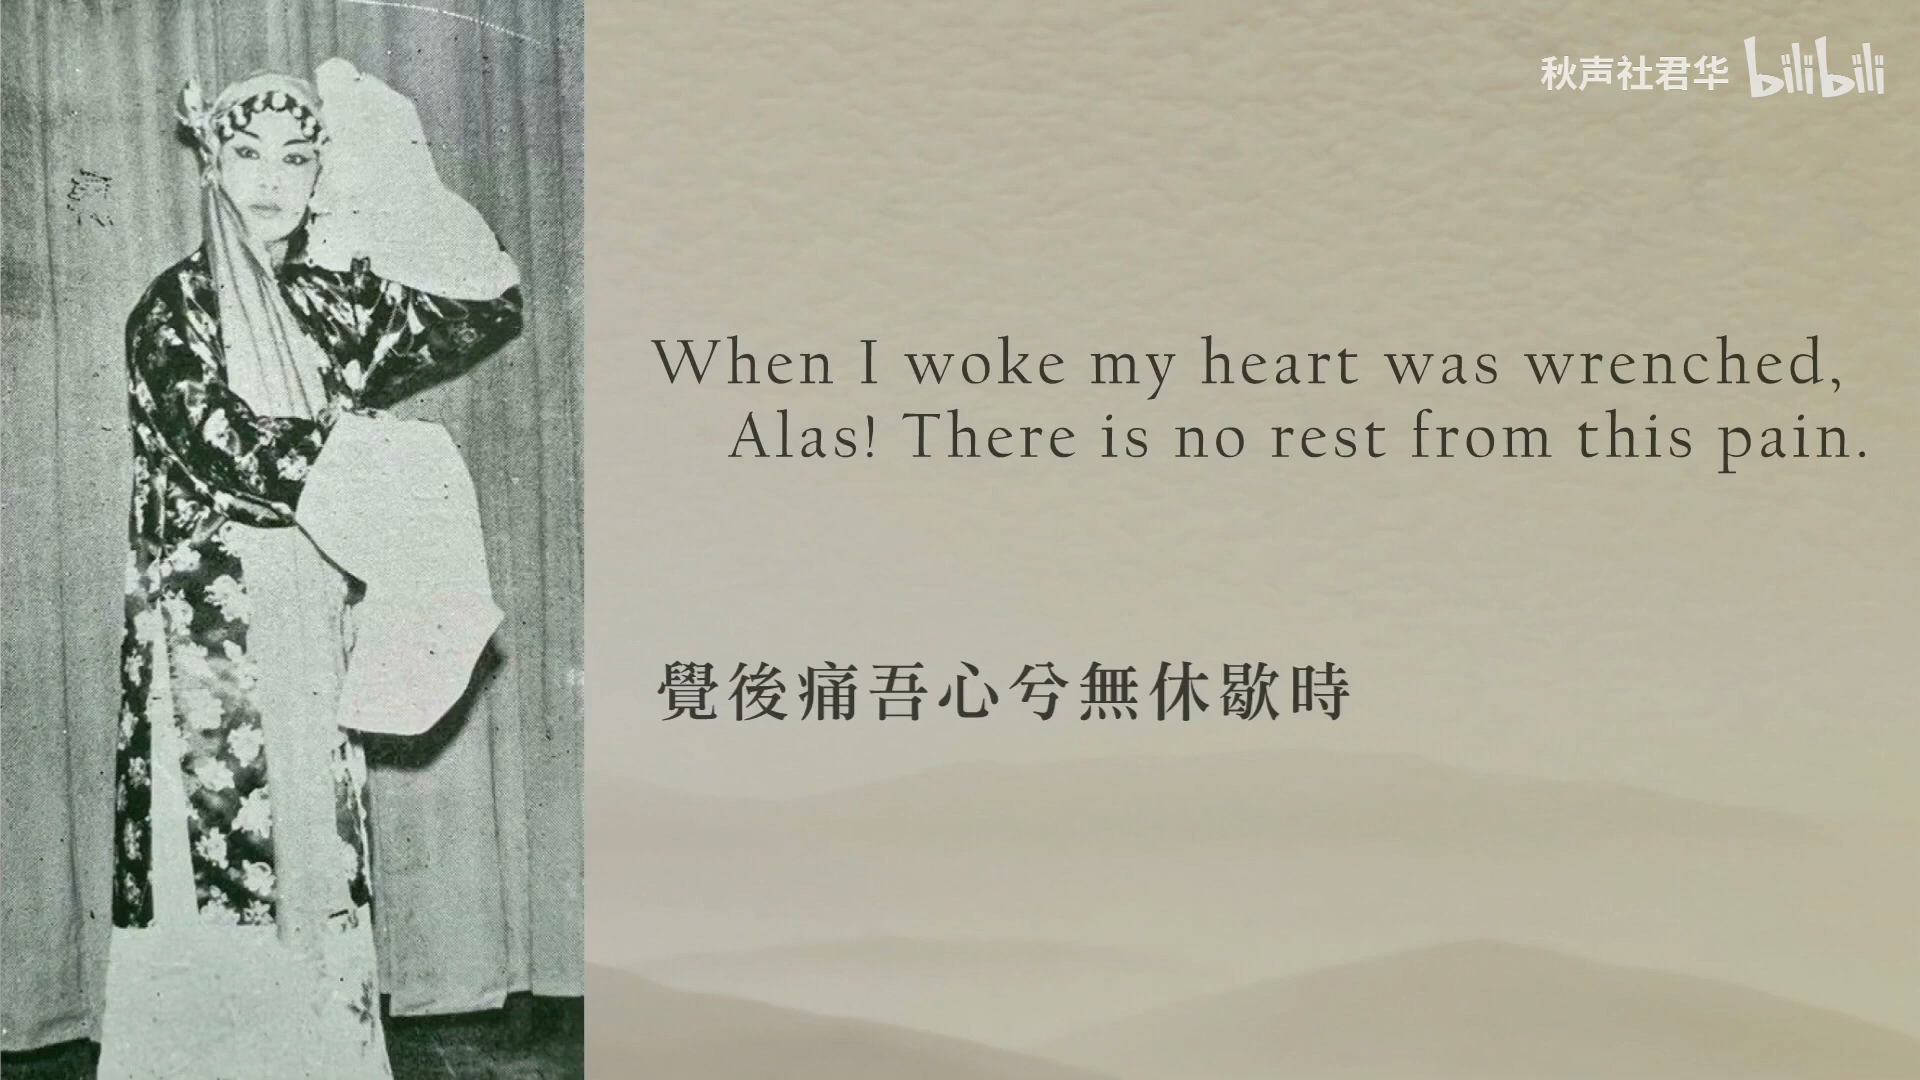 秋声社君华 bilibili
When I woke my heart was wrenched,
Alas! There is no rest from this pain.
覺後痛吾心兮無休歇時